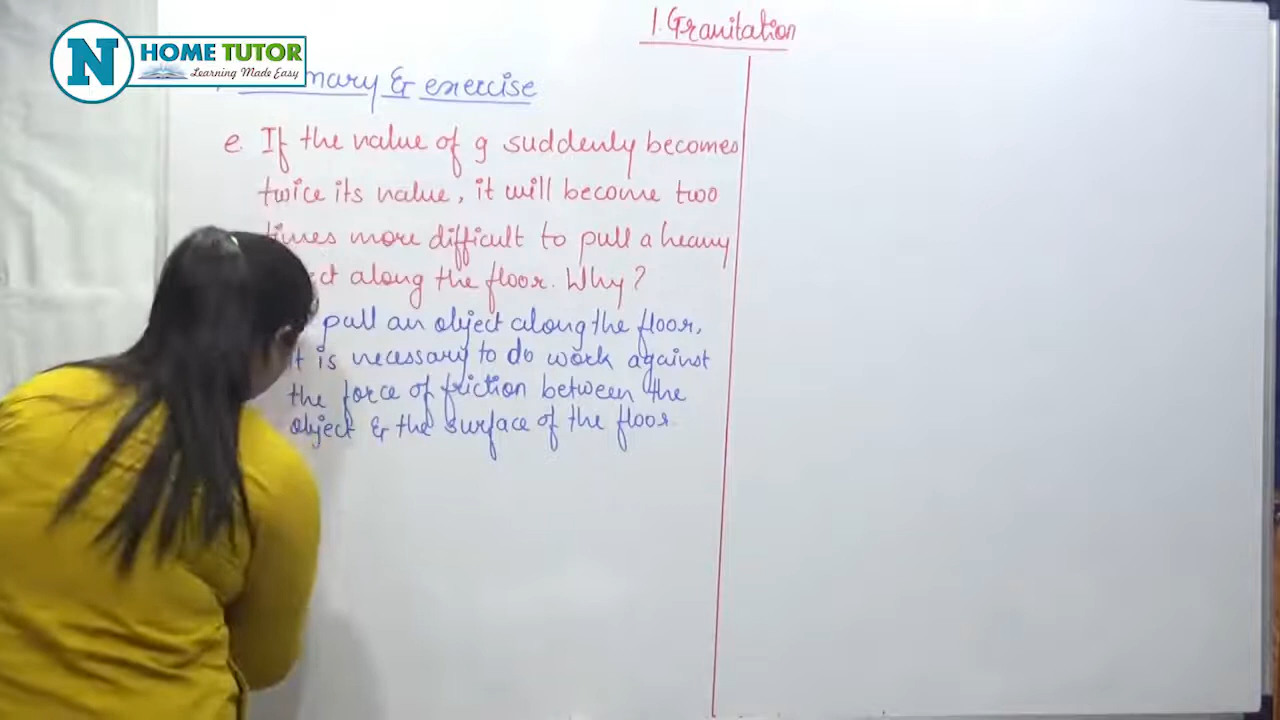 1. Gravitation
N HOME TUTOR
Learning Made Easy
& exercise
e. If the value of g suddenly becomes
twice its value, it will become two
times more difficult to pull a heavy
along the floor. Why?
pull an object along the floor,
it is necessary to do work against
the force of friction between the
object & the surface of the floor.